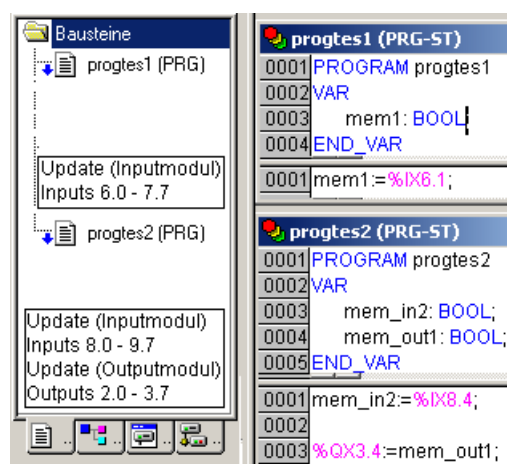 Bausteine
progtes1 (PRG)
Update (Inputmodul)
Inputs 6.0 - 7.7
progtes2 (PRG)
Update (Inputmodul)
Inputs 8.0 - 9.7
Update (Outputmodul)
Outputs 2.0 - 3.7
.. .. .. ..
progtes1 (PRG-ST)
0001 PROGRAM progtes1
0002 VAR
0003 mem1: BOOL;
0004 END_VAR
0001 mem1:=%IX6.1;
progtes2 (PRG-ST)
0001 PROGRAM progtes2
0002 VAR
0003 mem_in2: BOOL;
0004 mem_out1: BOOL;
0005 END_VAR
0001 mem_in2:=%IX8.4;
0002
0003 %QX3.4:=mem_out1;